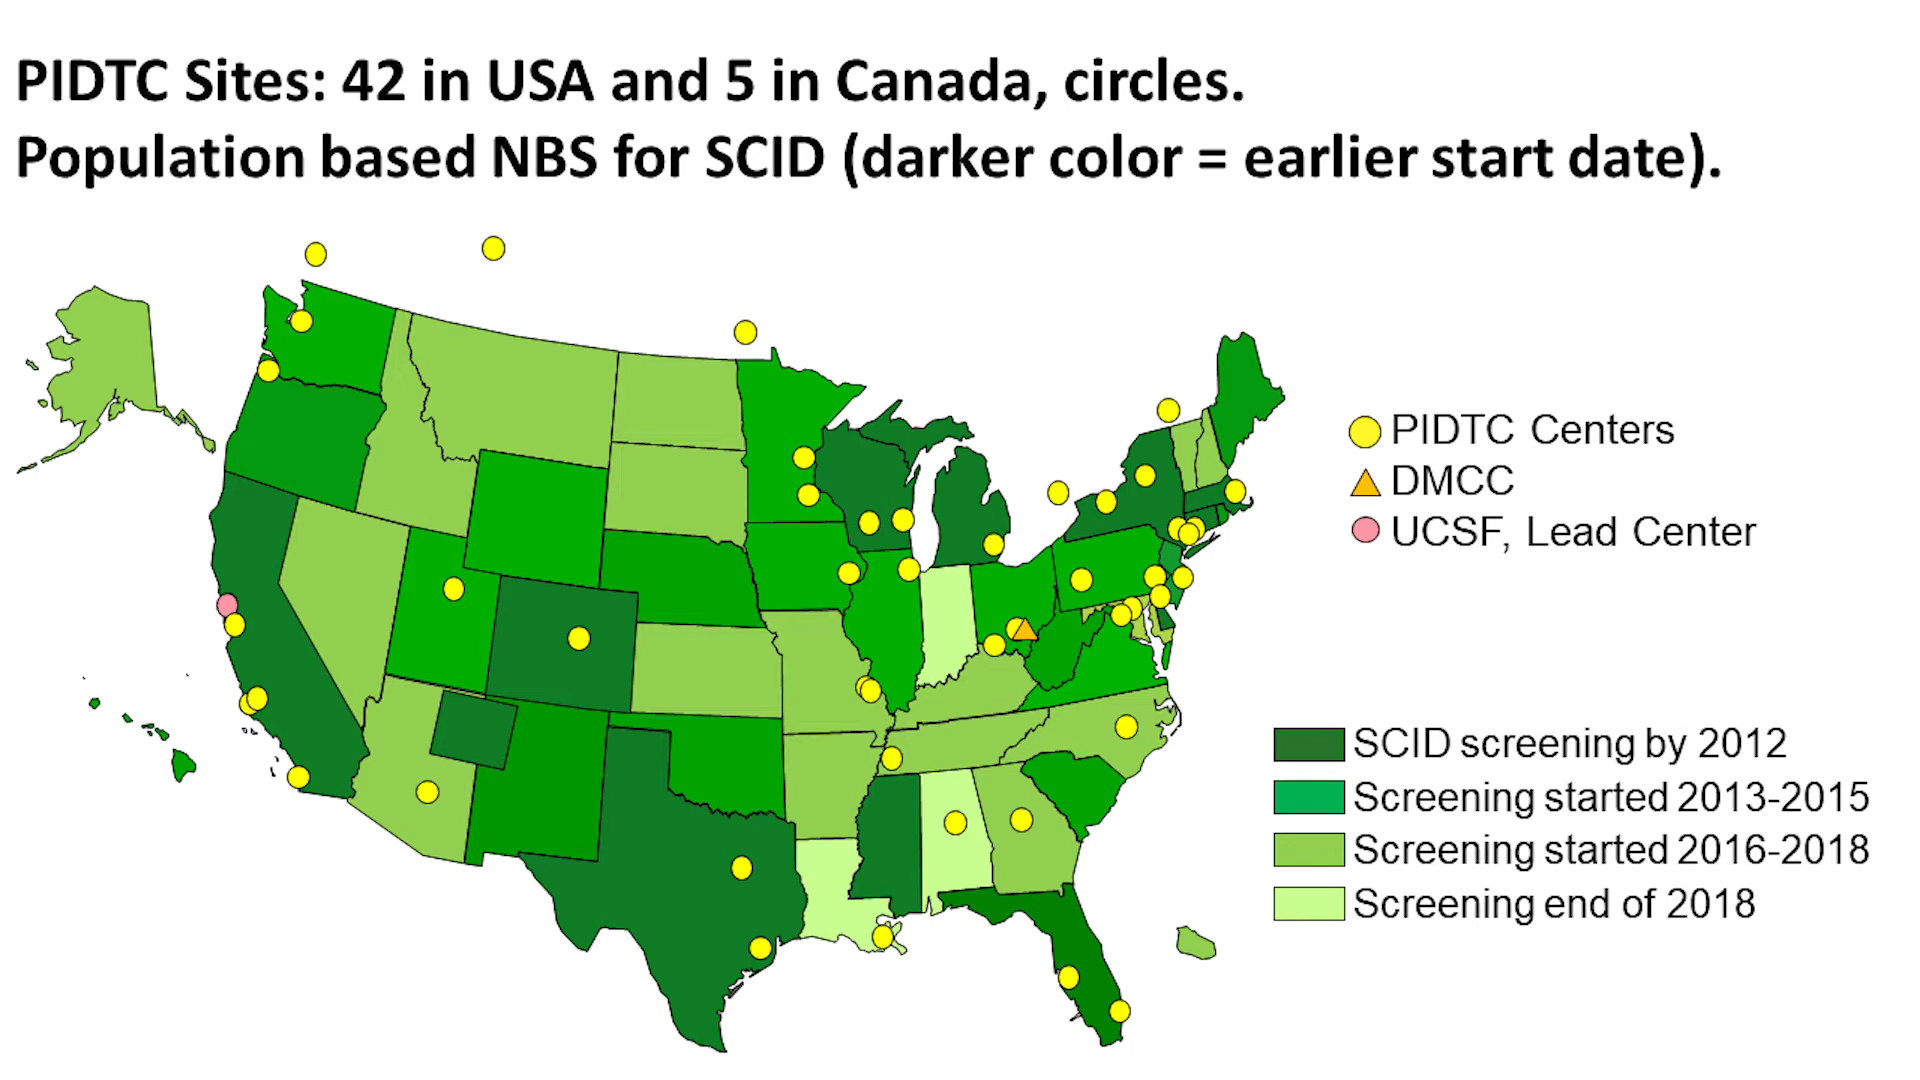 PIDTC Sites: 42 in USA and 5 in Canada, circles.
Population based NBS for SCID (darker color = earlier start date).
PIDTC Centers
DMCC
UCSF, Lead Center
SCID screening by 2012
Screening started 2013-2015
Screening started 2016-2018
Screening end of 2018